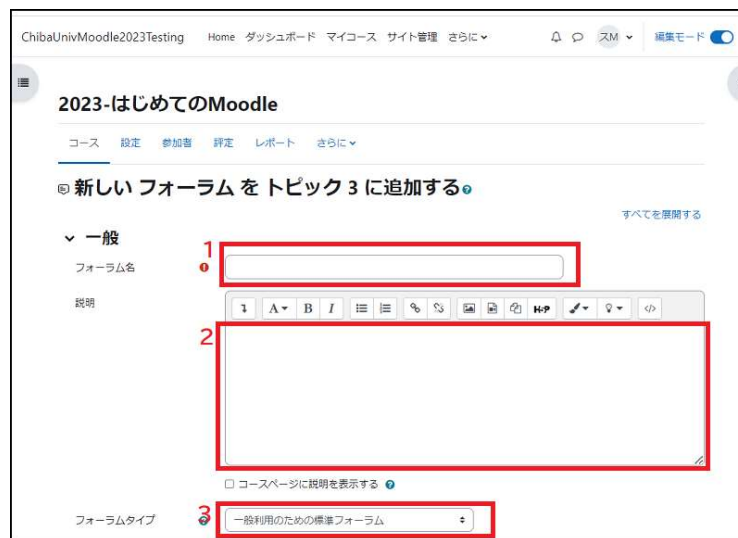 ChibaUnivMoodle2023Testing Home ダッシュボード マイコース サイト管理 さらに スM 編集モード
2023-はじめてのMoodle
コース 設定 参加者 評定 レポート さらに
新しい フォーラム を トピック 3 に追加する
すべてを展開する
一般
1
フォーラム名
説明
A B I H-P </>
2
コースページに説明を表示する
フォーラムタイプ 3 一般利用のための標準フォーラム